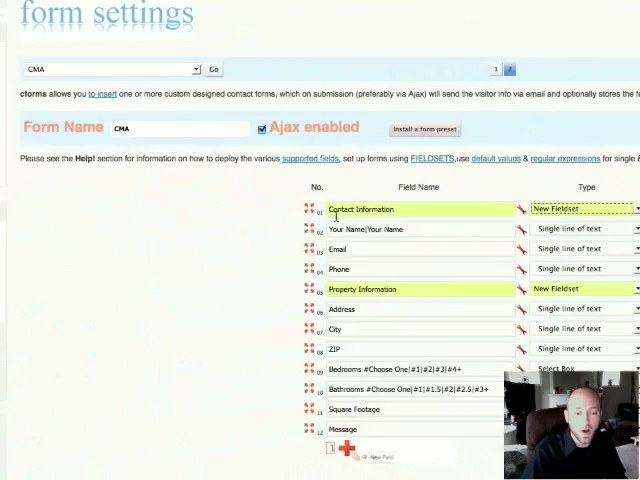 form settings
CMA Go 1 2
cforms allows you to insert one or more custom designed contact forms, which on submission (preferably via Ajax) will send the visitor info via email and optionally stores the
Form Name CMA Ajax enabled Install a form preset
Please see the Help! section for information on how to deploy the various supported fields, set up forms using FIELDSETS,use default values & regular expressions for single &
No. Field Name Type
01 Contact Information New Fieldset
02 Your Name|Your Name Single line of text
03 Email Single line of text
04 Phone Single line of text
05 Property Information New Fieldset
06 Address Single line of text
07 City Single line of text
08 ZIP Single line of text
09 Bedrooms #Choose One|#1|#2|#3|#4+ Select Box
10 Bathrooms #Choose One|#1|#1.5|#2|#2.5|#3+
11 Square Footage
12 Message
1 New Field